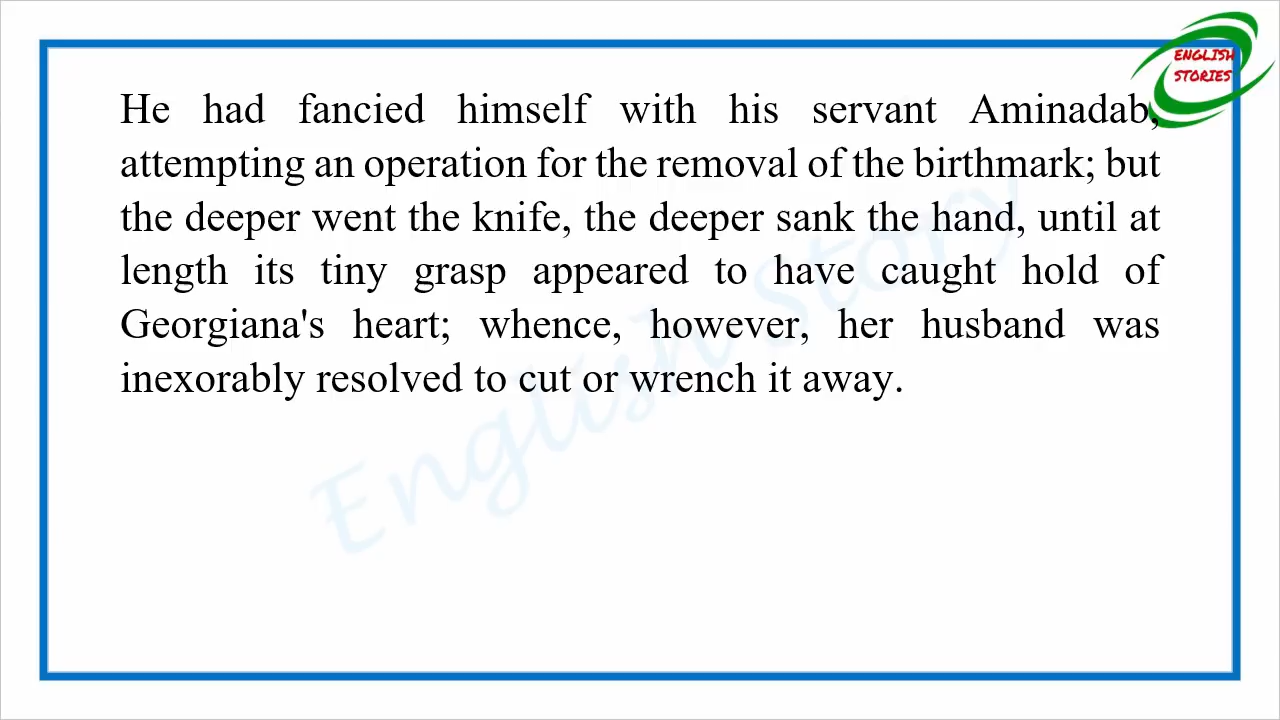 ENGLISH
STORIES
He had fancied himself with his servant Aminadab,
attempting an operation for the removal of the birthmark; but
the deeper went the knife, the deeper sank the hand, until at
length its tiny grasp appeared to have caught hold of
Georgiana's heart; whence, however, her husband was
inexorably resolved to cut or wrench it away.
English Story